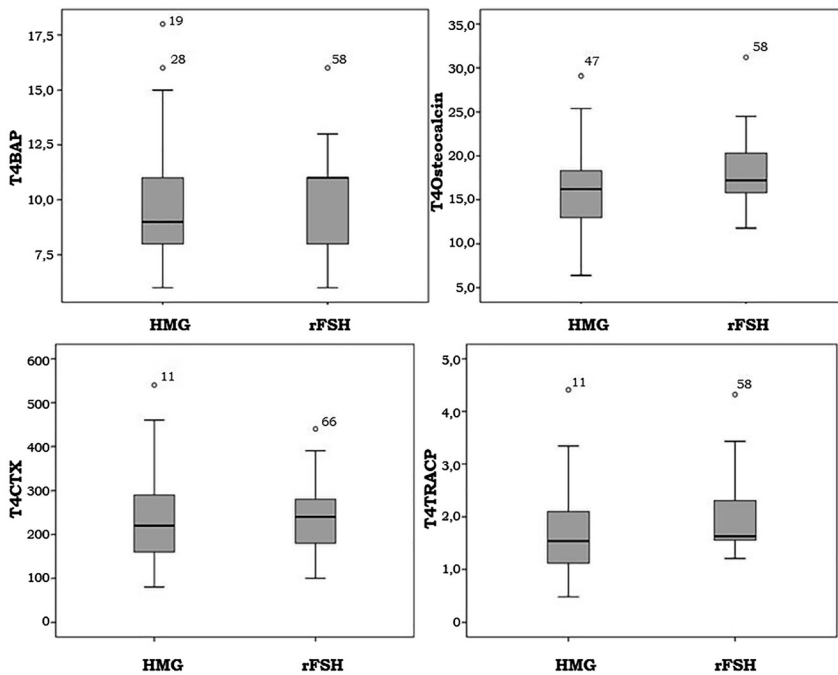 T4BAP
17,5
15,0
12,5
10,0
7,5
19
28
58
HMG
rFSH
T4Osteocalcin
35,0
30,0
25,0
20,0
15,0
10,0
5,0
47
58
HMG
rFSH
T4CTX
600
500
400
300
200
100
0
11
66
HMG
rFSH
T4TRACP
5,0
4,0
3,0
2,0
1,0
0
11
58
HMG
rFSH